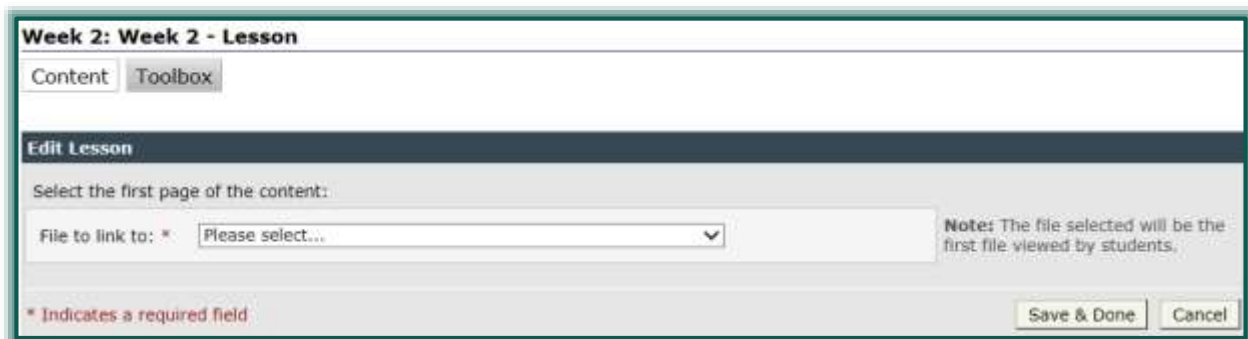 Week 2: Week 2 - Lesson
Content Toolbox
Edit Lesson
Select the first page of the content:
File to link to: * Please select...
Note: The file selected will be the
first file viewed by students.
* Indicates a required field
Save & Done Cancel